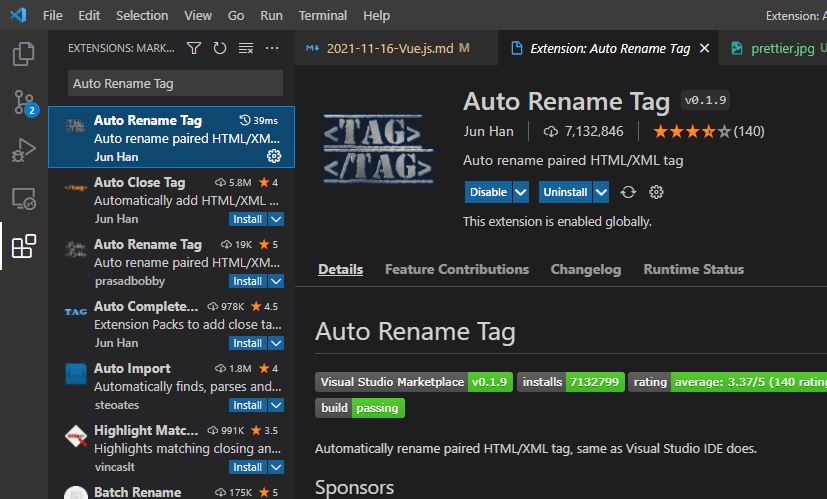 File Edit Selection View Go Run Terminal Help Extension: A
EXTENSIONS: MARK...
2021-11-16-Vue.js.md M
Extension: Auto Rename Tag
prettier.jpg U
Auto Rename Tag
2
Auto Rename Tag 39ms
Auto rename paired HTML/XM...
Jun Han
Auto Close Tag 5.8M 4
Automatically add HTML/XML ...
Jun Han Install
Auto Rename Tag 19K 5
Auto rename paired HTML/XM...
prasadbobby Install
TAG
Auto Complete... 978K 4.5
Extension Packs to add close ta...
Jun Han Install
Auto Import 1.8M 4
Automatically finds, parses and...
steoates Install
Highlight Matc... 991K 3.5
Highlights matching closing an...
vincaslt Install
Batch Rename 175K 5
<TAG>
</TAG>
Auto Rename Tag v0.1.9
Jun Han 7,132,846 (140)
Auto rename paired HTML/XML tag
Disable Uninstall
This extension is enabled globally.
Details Feature Contributions Changelog Runtime Status
Auto Rename Tag
Visual Studio Marketplace v0.1.9 installs 7132799 rating average: 3.37/5 (140 rating
build passing
Automatically rename paired HTML/XML tag, same as Visual Studio IDE does.
Sponsors